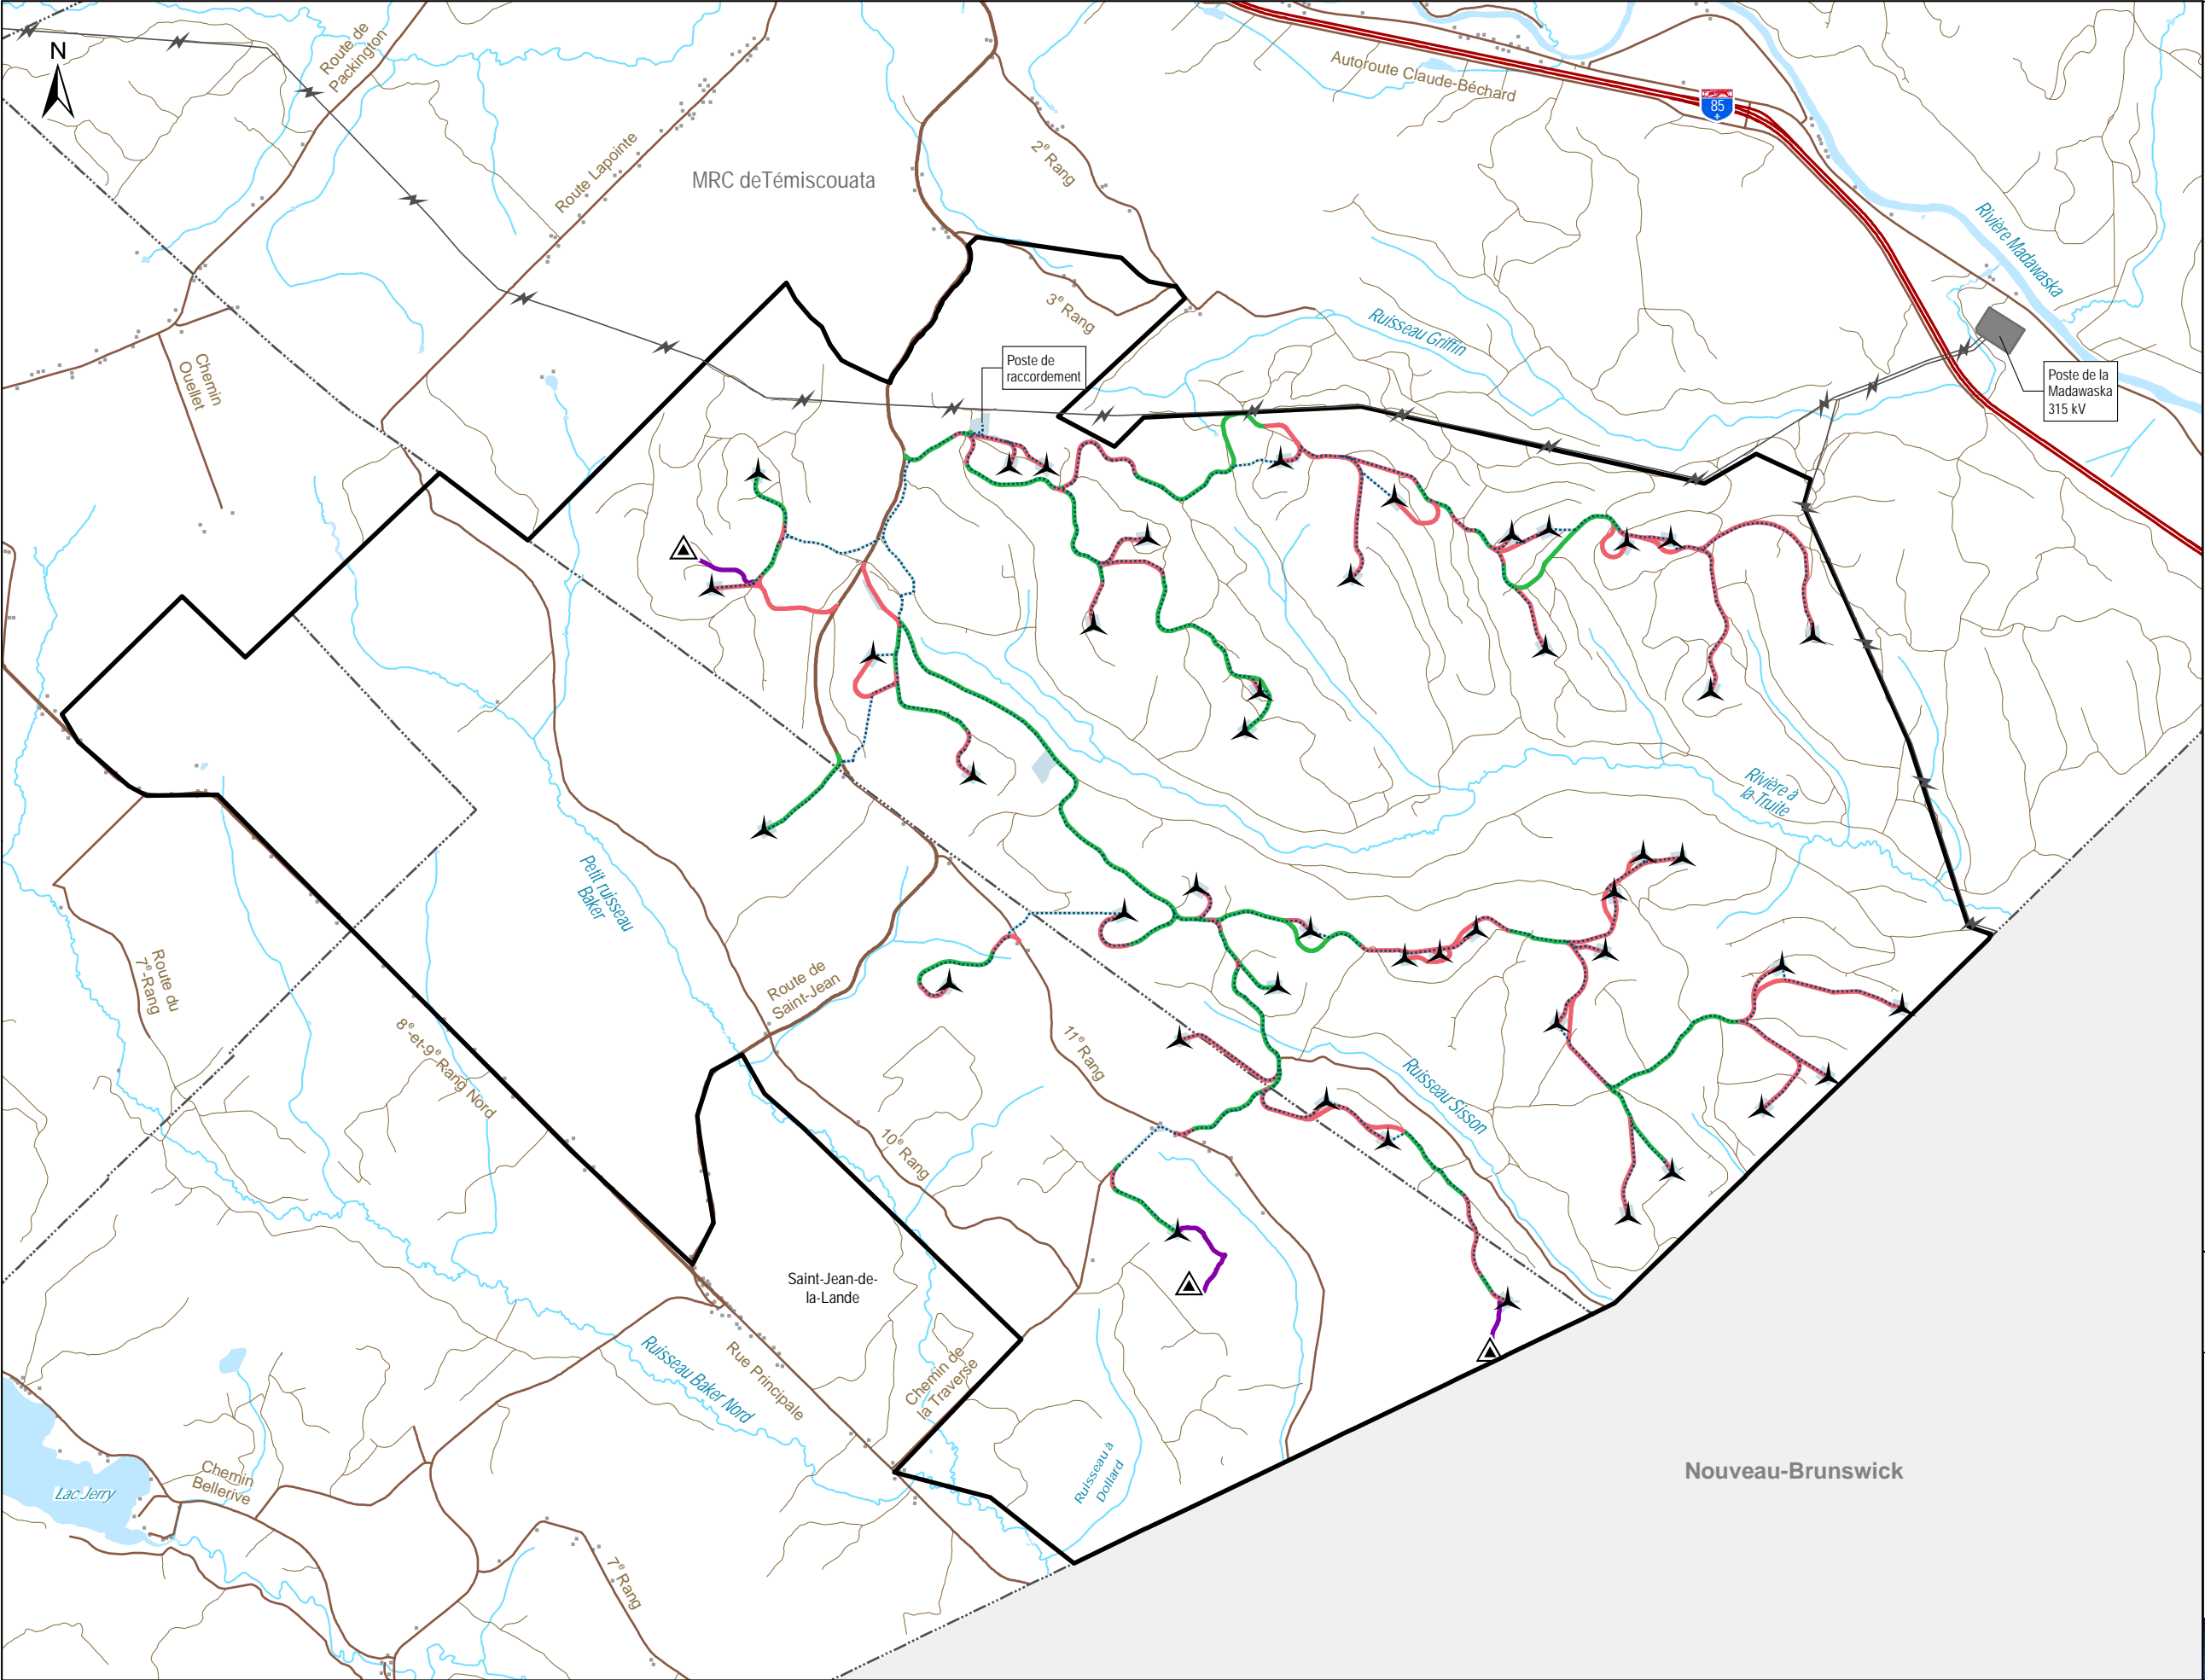 N
Route de
Packington
Autoroute Claude-Béchard
85
Route Lapointe
2e Rang
MRC deTémiscouata
Rivière Madawaska
3e Rang
Ruisseau Griffin
Chemin
Ouellet
Poste de
raccordement
Poste de la
Madawaska
315 kV
Rivière à
la Truite
Petit ruisseau
Baker
Route du
7e-Rang
Route de
Saint-Jean
8e-et-9e Rang Nord
11e Rang
Ruisseau Sisson
10e Rang
Saint-Jean-de-
la-Lande
Ruisseau Baker Nord
Rue Principale
Chemin de
la Traverse
Ruisseau à
Dollard
Nouveau-Brunswick
Chemin
Bellerive
Lac Jerry
7e Rang